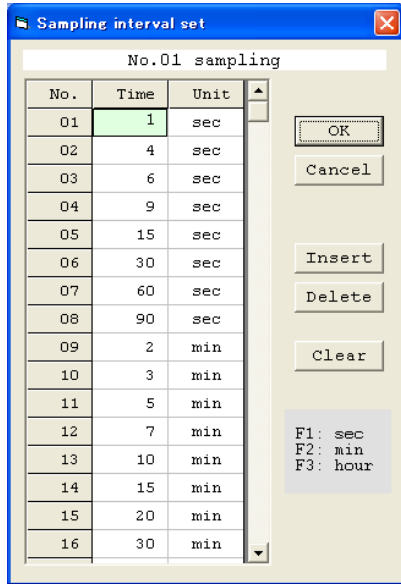 Sampling interval set
No.01 sampling
No. Time Unit
01 1 sec
02 4 sec
03 6 sec
04 9 sec
05 15 sec
06 30 sec
07 60 sec
08 90 sec
09 2 min
10 3 min
11 5 min
12 7 min
13 10 min
14 15 min
15 20 min
16 30 min
OK
Cancel
Insert
Delete
Clear
F1: sec
F2: min
F3: hour